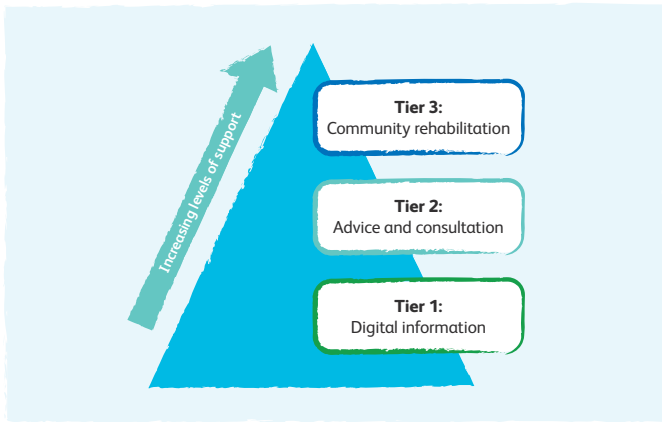 Increasing levels of support
Tier 3:
Community rehabilitation
Tier 2:
Advice and consultation
Tier 1:
Digital information